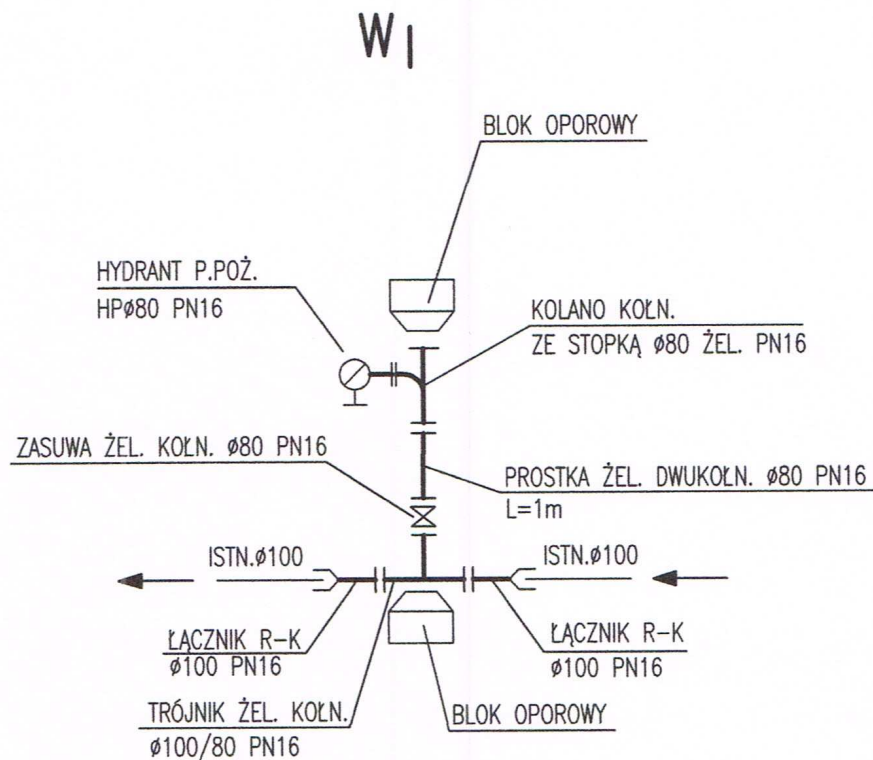 W1
BLOK OPOROWY
HYDRANT P.POŻ.
HPø80 PN16
KOLANO KOŁN.
ZE STOPKĄ ø80 ŻEL. PN16
ZASUWA ŻEL. KOŁN. ø80 PN16
PROSTKA ŻEL. DWUKOŁN. ø80 PN16
L=1m
ISTN.ø100
ISTN.ø100
ŁĄCZNIK R-K
ø100 PN16
ŁĄCZNIK R-K
ø100 PN16
TRÓJNIK ŻEL. KOŁN.
ø100/80 PN16
BLOK OPOROWY